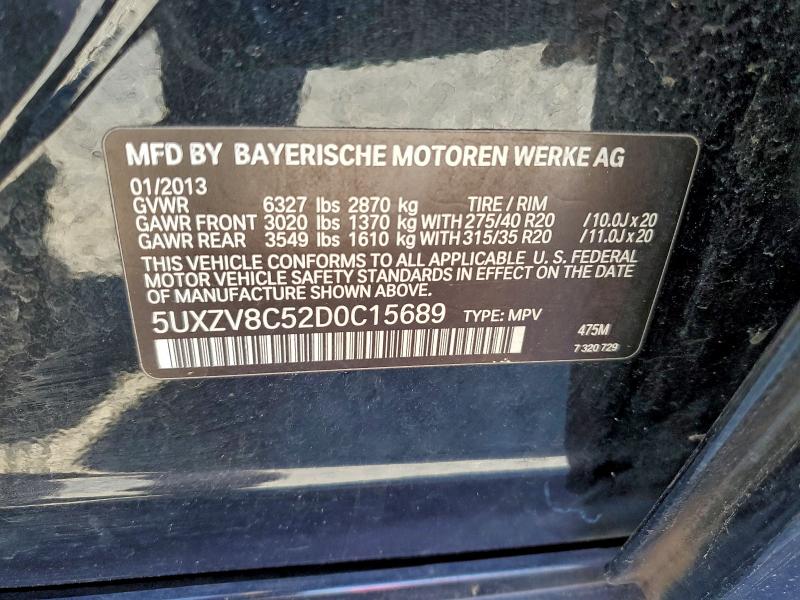 MFD BY BAYERISCHE MOTOREN WERKE AG
01/2013
GVWR 6327 lbs 2870 kg TIRE / RIM
GAWR FRONT 3020 lbs 1370 kg WITH 275/40 R20 /10.0J x 20
GAWR REAR 3549 lbs 1610 kg WITH 315/35 R20 /11.0J x 20
THIS VEHICLE CONFORMS TO ALL APPLICABLE U. S. FEDERAL
MOTOR VEHICLE SAFETY STANDARDS IN EFFECT ON THE DATE
OF MANUFACTURE SHOWN ABOVE.
5UXZV8C52D0C15689 TYPE: MPV
475M
7 320 729